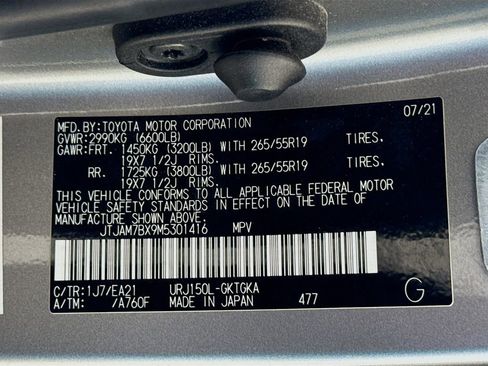 07/21
MFD.BY:TOYOTA MOTOR CORPORATION
GVWR:2990KG (6600LB)
GAWR:FRT. 1450KG (3200LB) WITH 265/55R19 TIRES.
19X7 1/2J RIMS.
RR. 1725KG (3800LB) WITH 265/55R19 TIRES.
19X7 1/2J RIMS.
THIS VEHICLE CONFORMS TO ALL APPLICABLE FEDERAL MOTOR
VEHICLE SAFETY STANDARDS IN EFFECT ON THE DATE OF
MANUFACTURE SHOWN ABOVE.
JTJAM7BX9M5301416 MPV
C/TR:1J7/EA21 URJ150L-GKTGKA
A/TM: /A760F MADE IN JAPAN 477 G